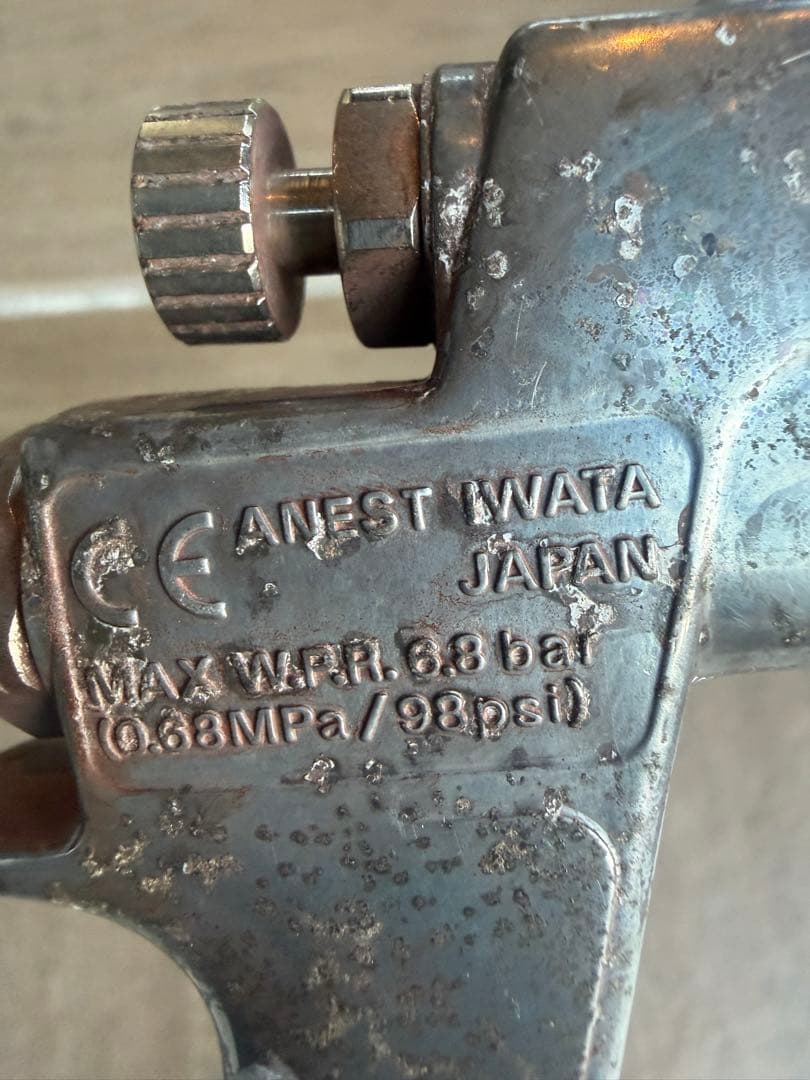 CE ANEST IWATA
JAPAN
MAX W.P.R. 6.8 bar
(0.68MPa/98psi)